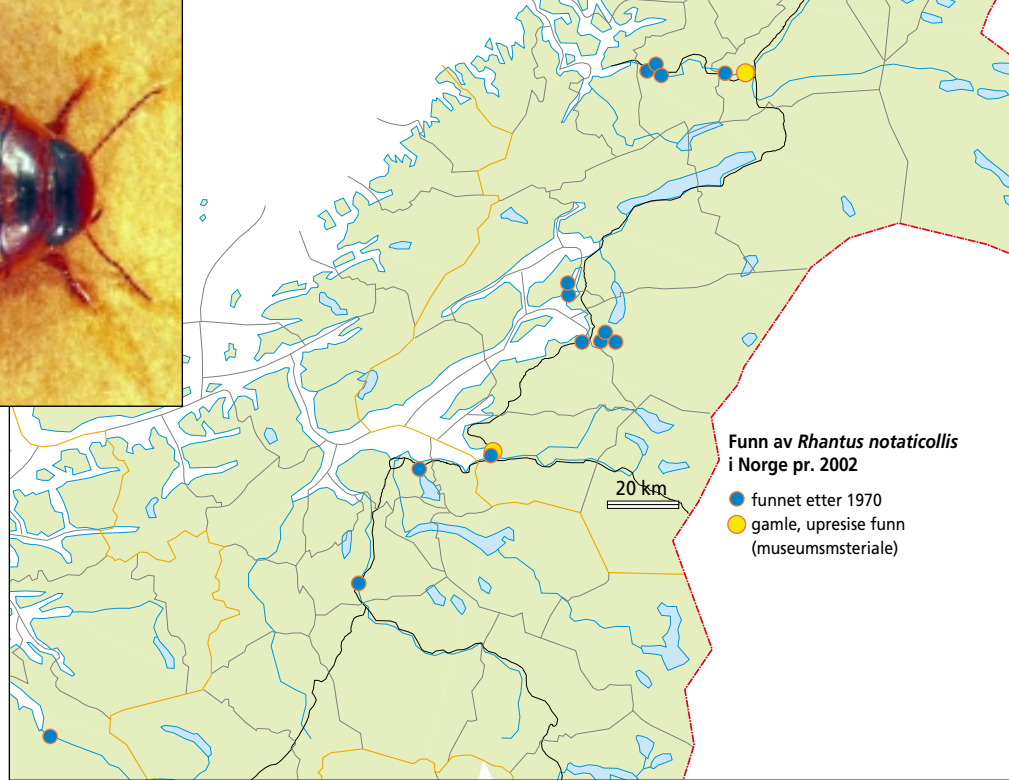 20 km
Funn av Rhantus notaticollis
i Norge pr. 2002
funnet etter 1970
gamle, upresise funn
(museumsmsteriale)